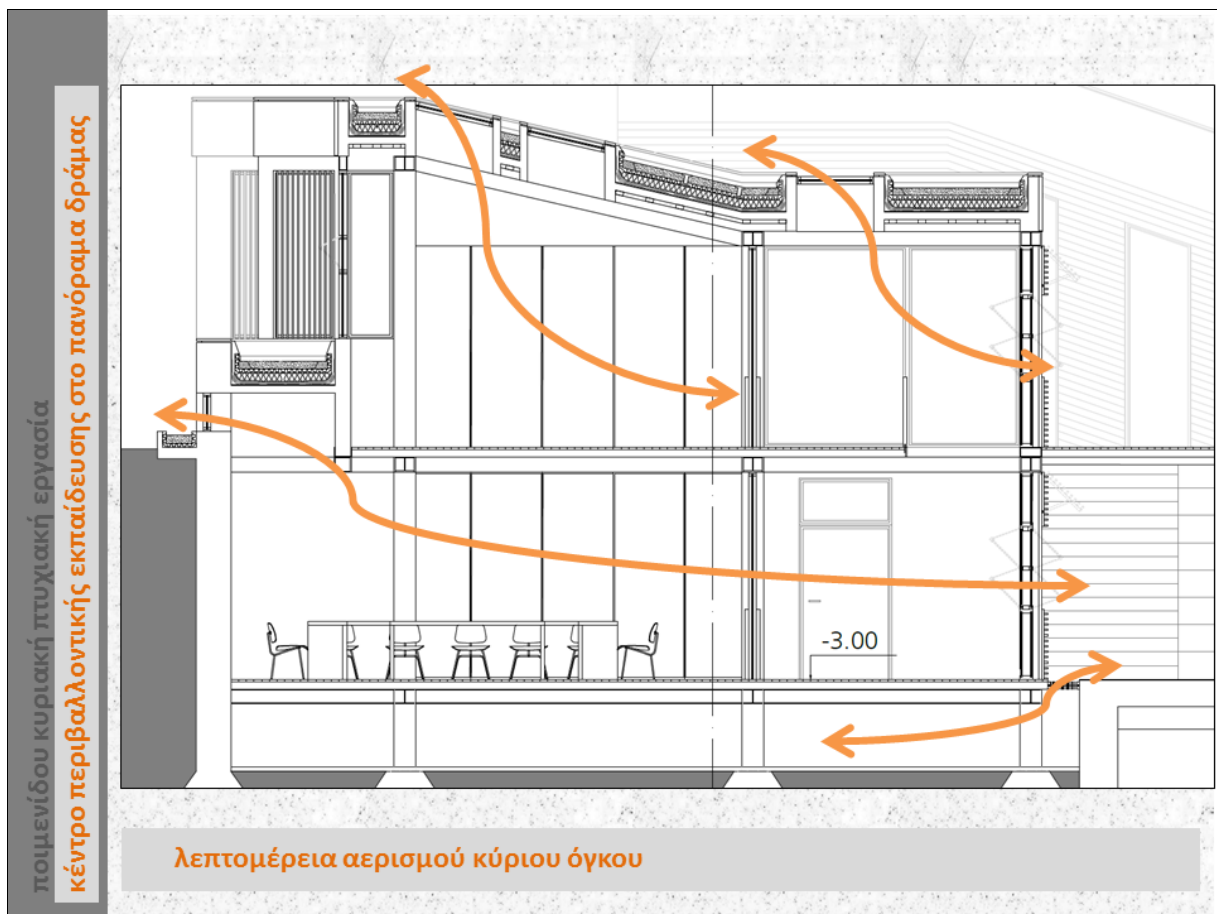 ποιμενίδου κυριακή πτυχιακή εργασία
κέντρο περιβαλλοντικής εκπαίδευσης στο πανόραμα δράμας
-3.00
λεπτομέρεια αερισμού κύριου όγκου